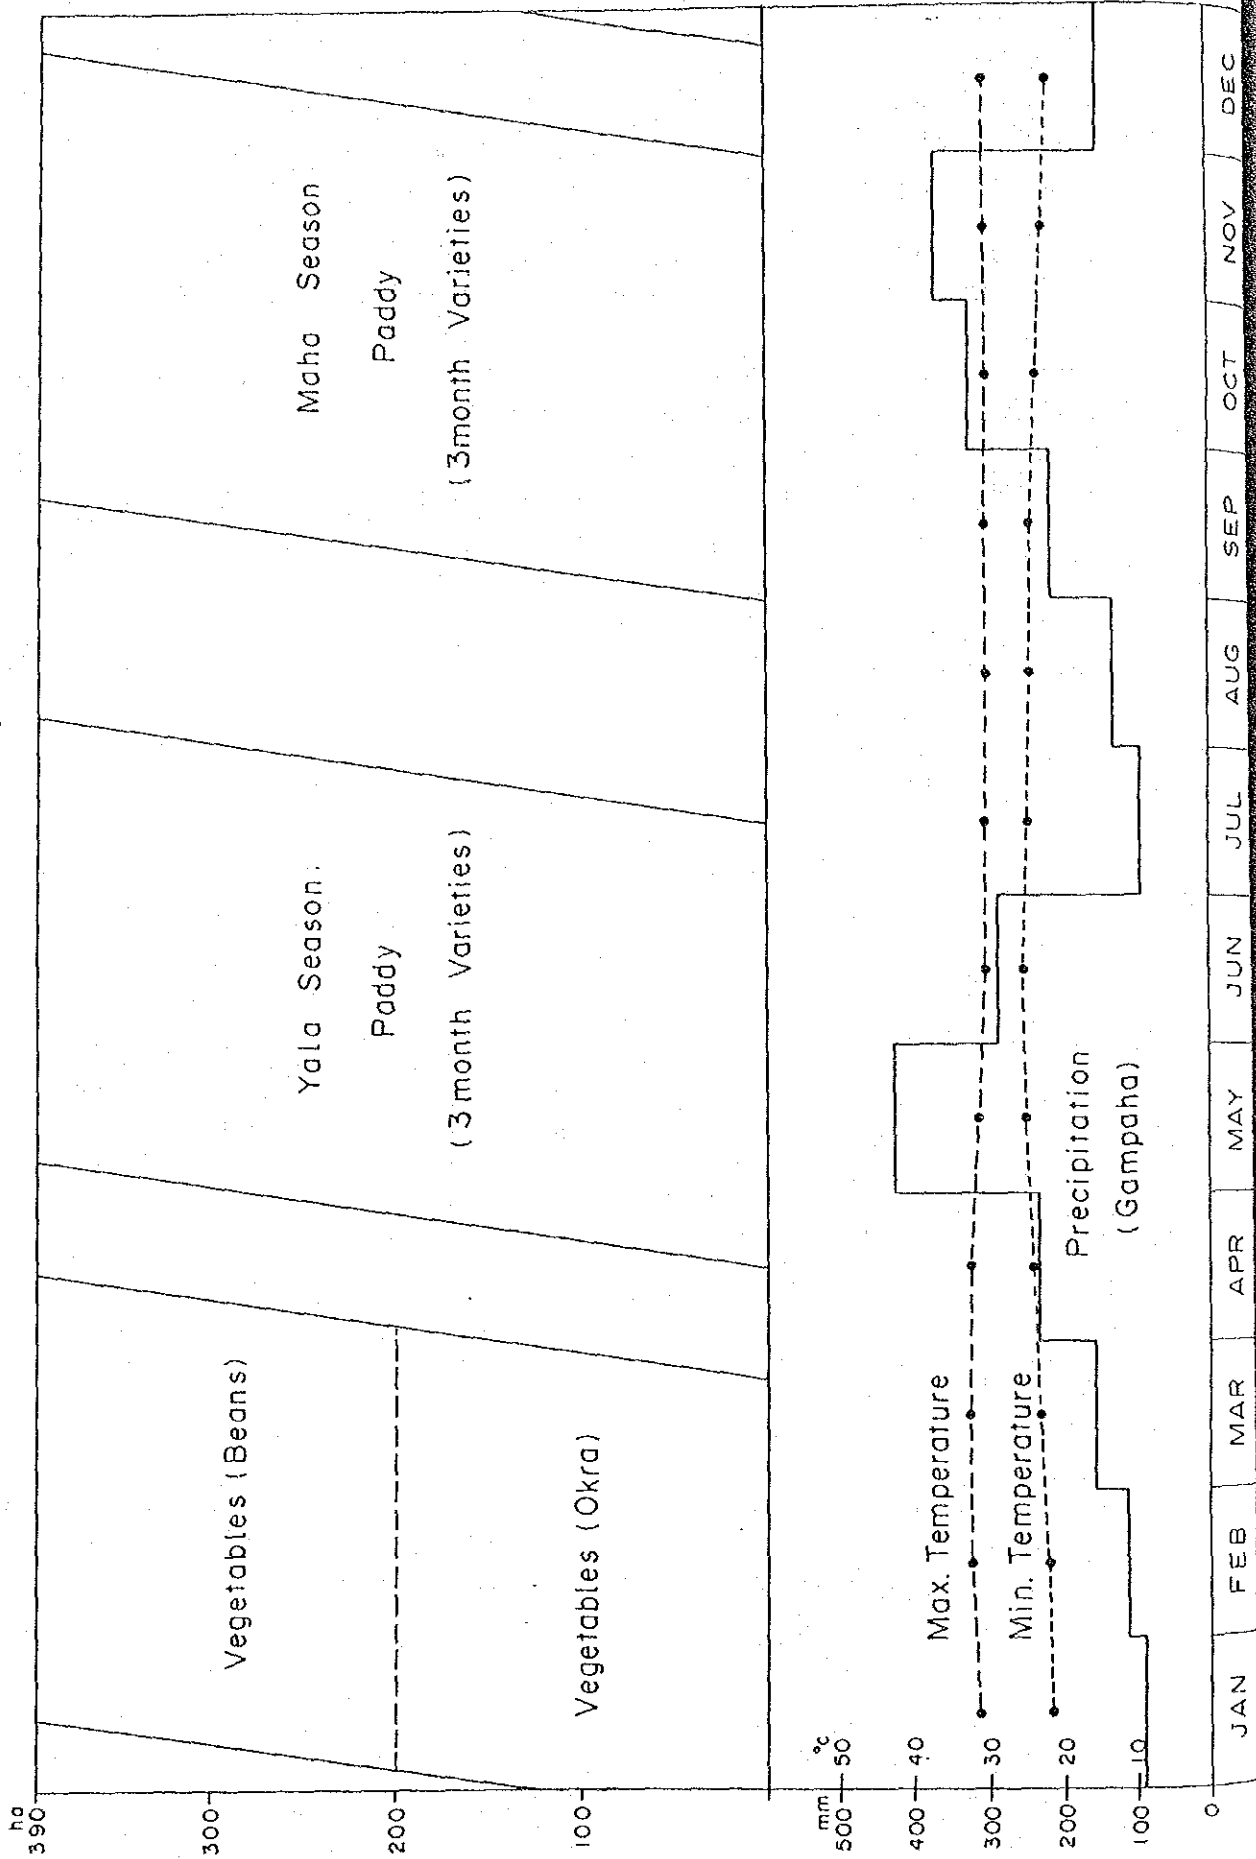 ha
390
300
200
100
Vegetables (Beans)
Vegetables (Okra)
Yala Season.
Paddy
(3month Varieties)
Maha Season
Paddy
(3month Varieties)
mm
°C
500
50
400
40
300
30
200
20
100
10
0
Max. Temperature
Min. Temperature
Precipitation
(Gampaha)
JAN
FEB
MAR
APR
MAY
JUN
JUL
AUG
SEP
OCT
NOV
DEC